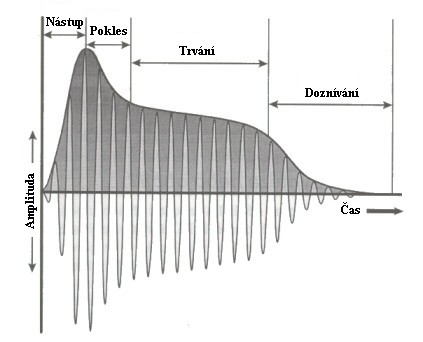 Nástup
Pokles
Trvání
Doznívání
Amplituda
Čas